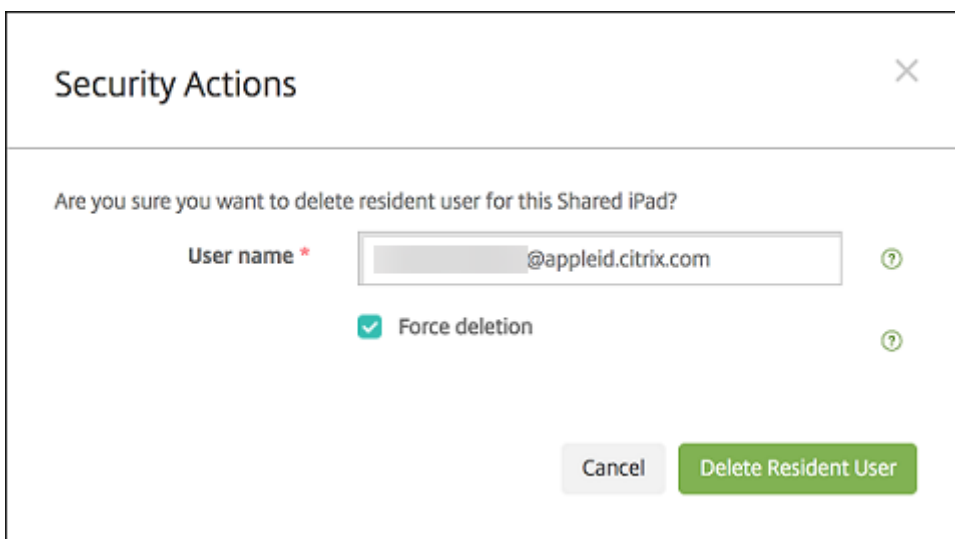 Security Actions
Are you sure you want to delete resident user for this Shared iPad?
User name * @appleid.citrix.com
Force deletion
Cancel Delete Resident User